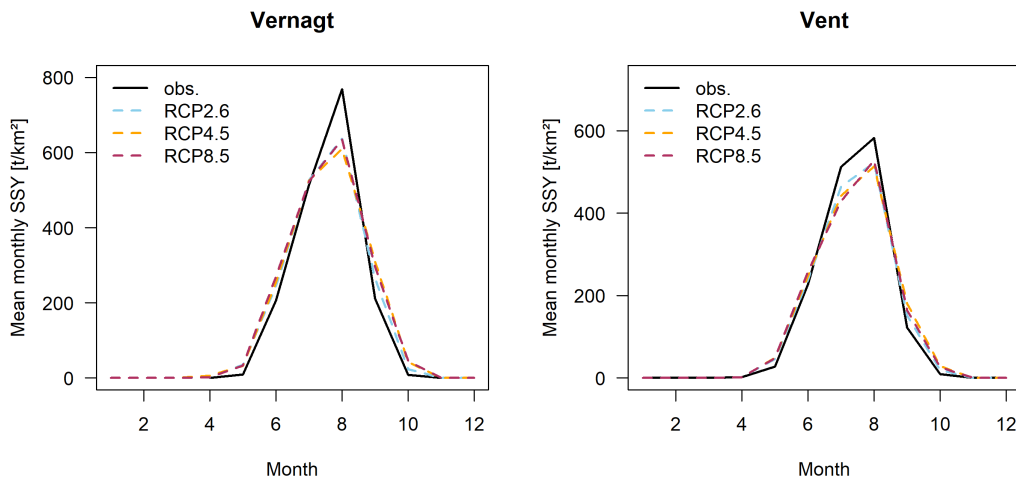 Vernagt
Mean monthly SSY [t/km²]
800
600
400
200
0
obs.
RCP2.6
RCP4.5
RCP8.5
2 4 6 8 10 12
Month
Vent
Mean monthly SSY [t/km²]
600
400
200
0
obs.
RCP2.6
RCP4.5
RCP8.5
2 4 6 8 10 12
Month